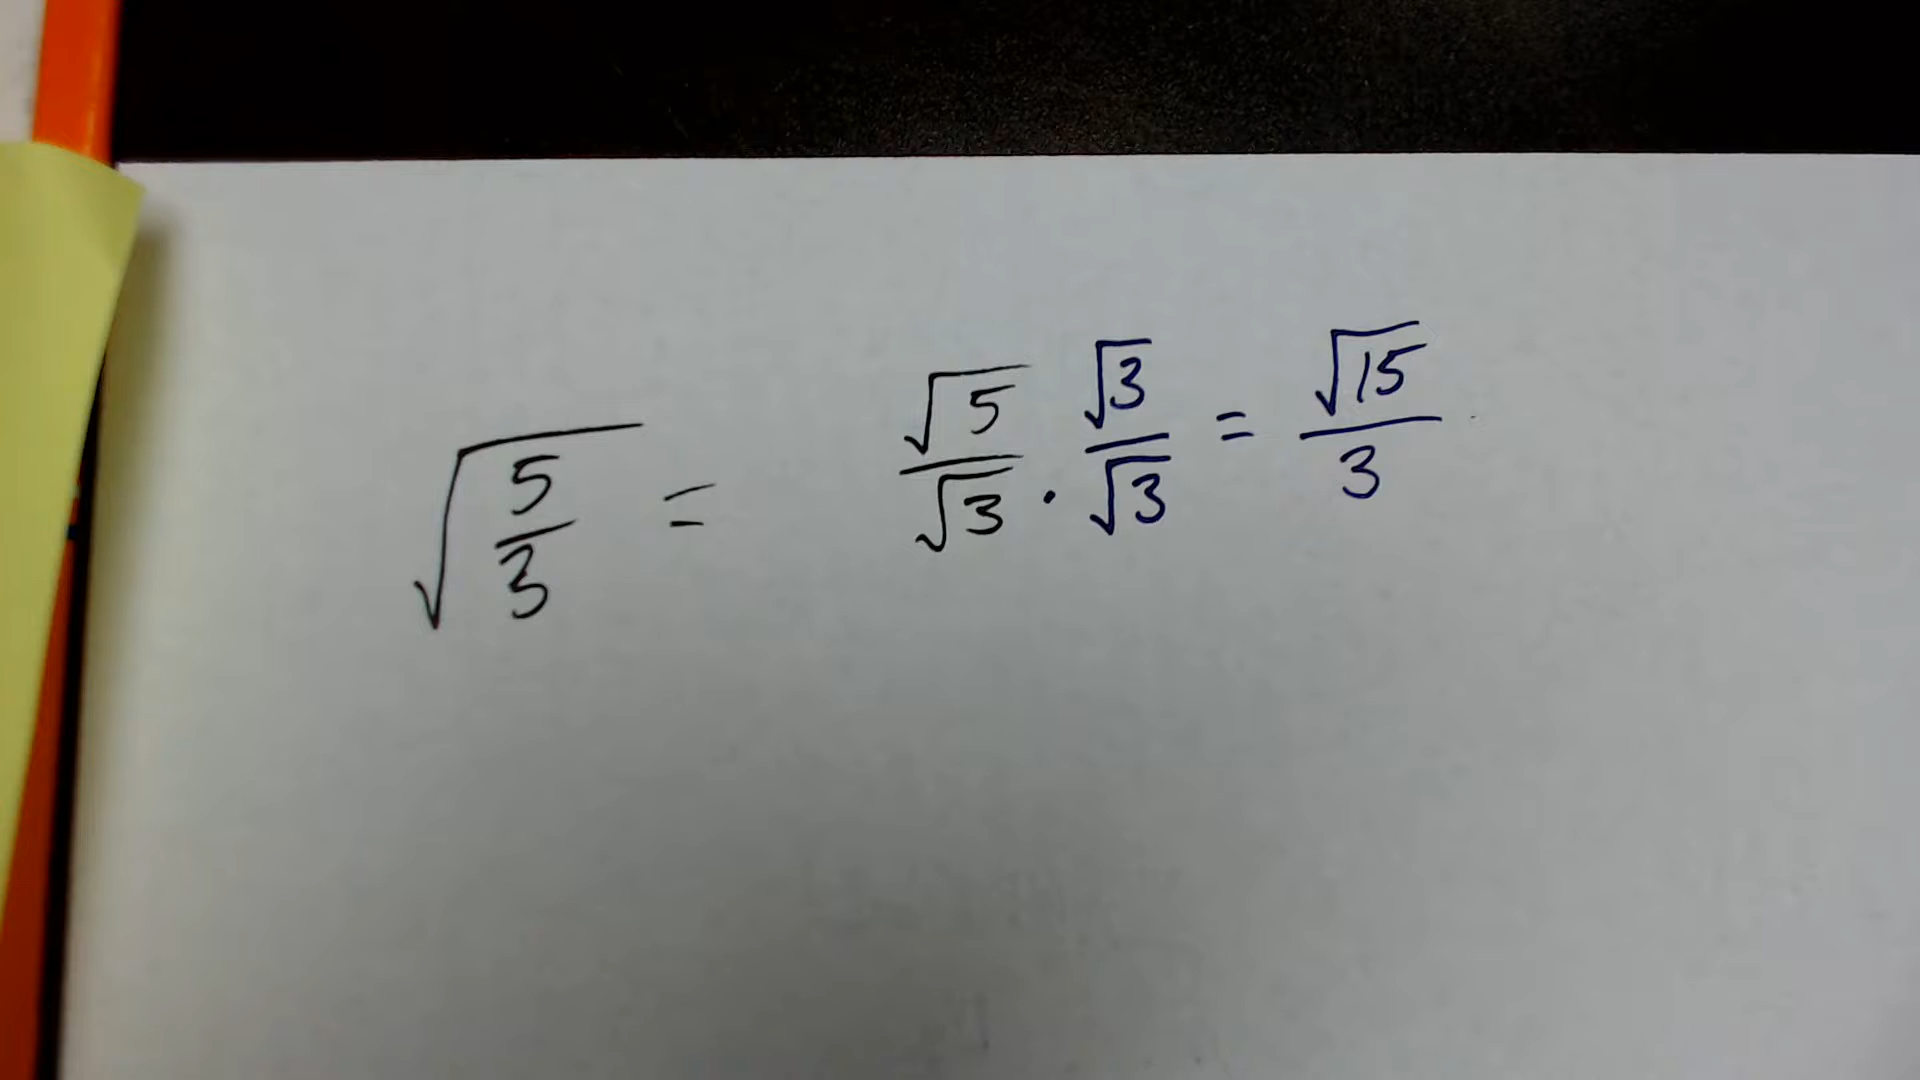 √(5/3) = √5/√3 · √3/√3 = √15/3